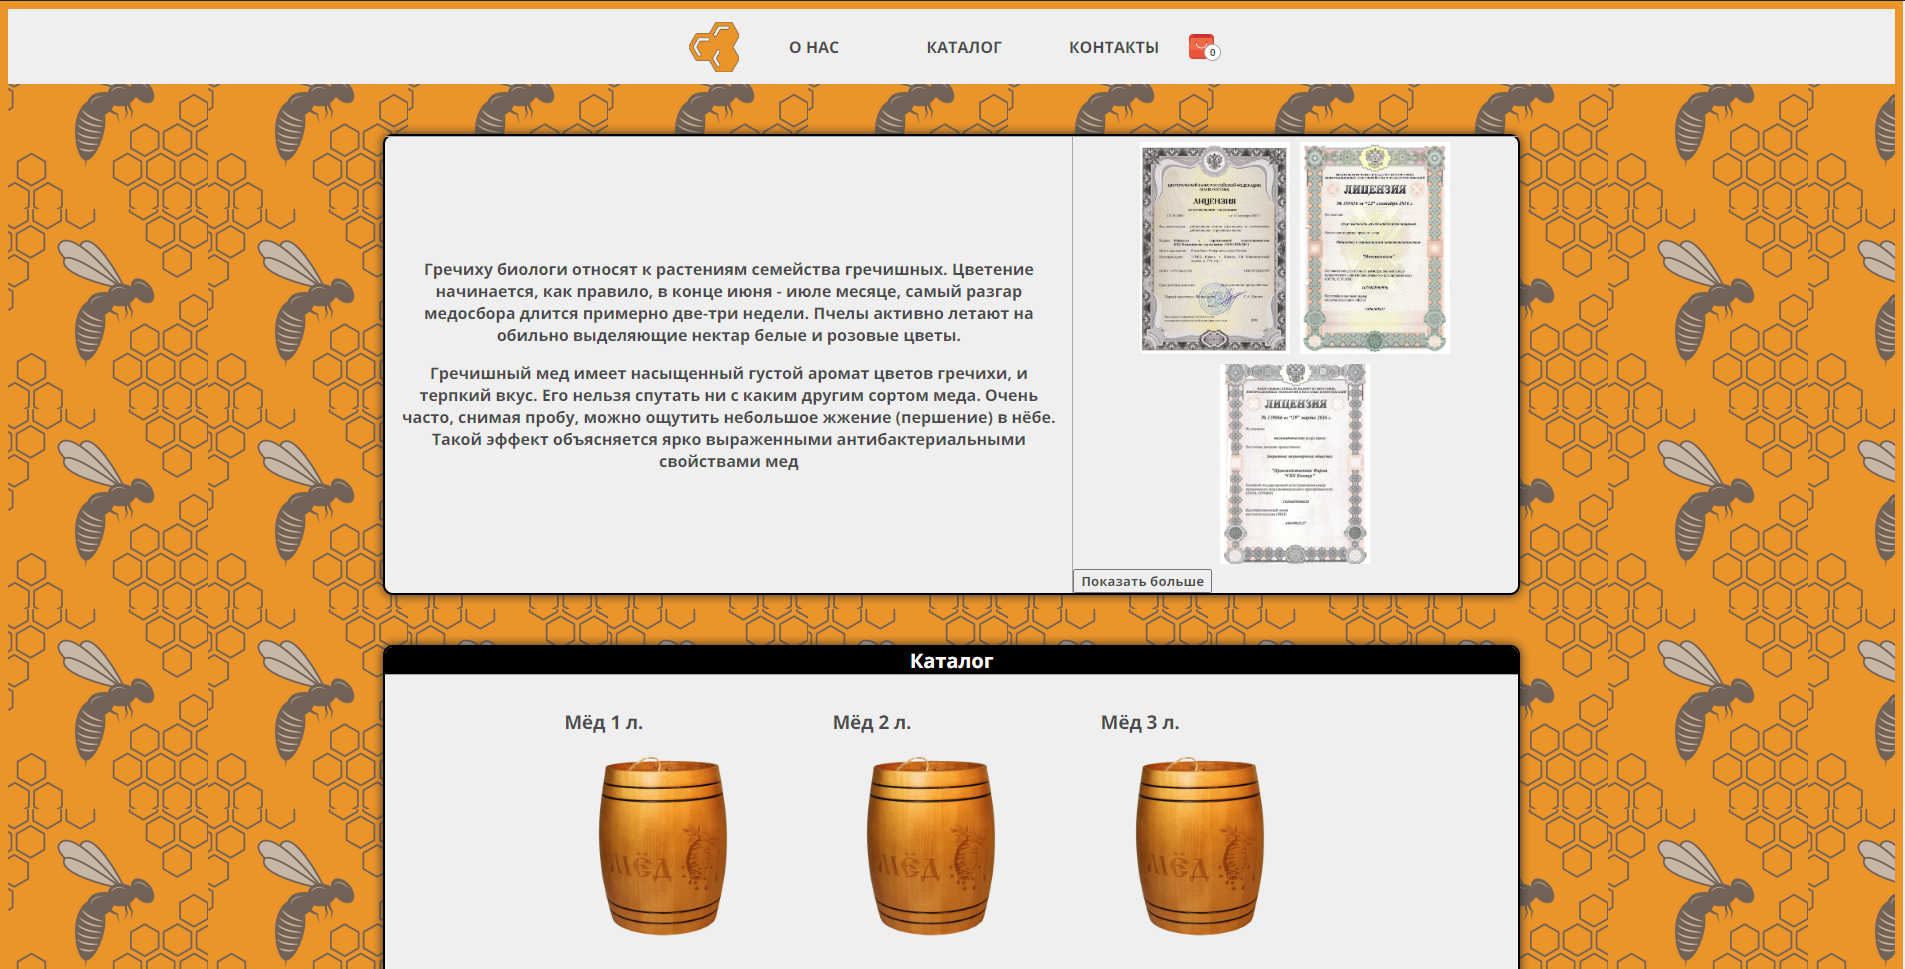 О НАС
КАТАЛОГ
КОНТАКТЫ
0
Гречиху биологи относят к растениям семейства гречишных. Цветение
начинается, как правило, в конце июня - июле месяце, самый разгар
медосбора длится примерно две-три недели. Пчелы активно летают на
обильно выделяющие нектар белые и розовые цветы.
Гречишный мед имеет насыщенный густой аромат цветов гречихи, и
терпкий вкус. Его нельзя спутать ни с каким другим сортом меда. Очень
часто, снимая пробу, можно ощутить небольшое жжение (першение) в нёбе.
Такой эффект объясняется ярко выраженными антибактериальными
свойствами мед
ЛИЦЕНЗИЯ
ЛИЦЕНЗИЯ
ЛИЦЕНЗИЯ
Показать больше
Каталог
Мёд 1 л.
Мёд 2 л.
Мёд 3 л.
МЁД
МЁД
МЁД